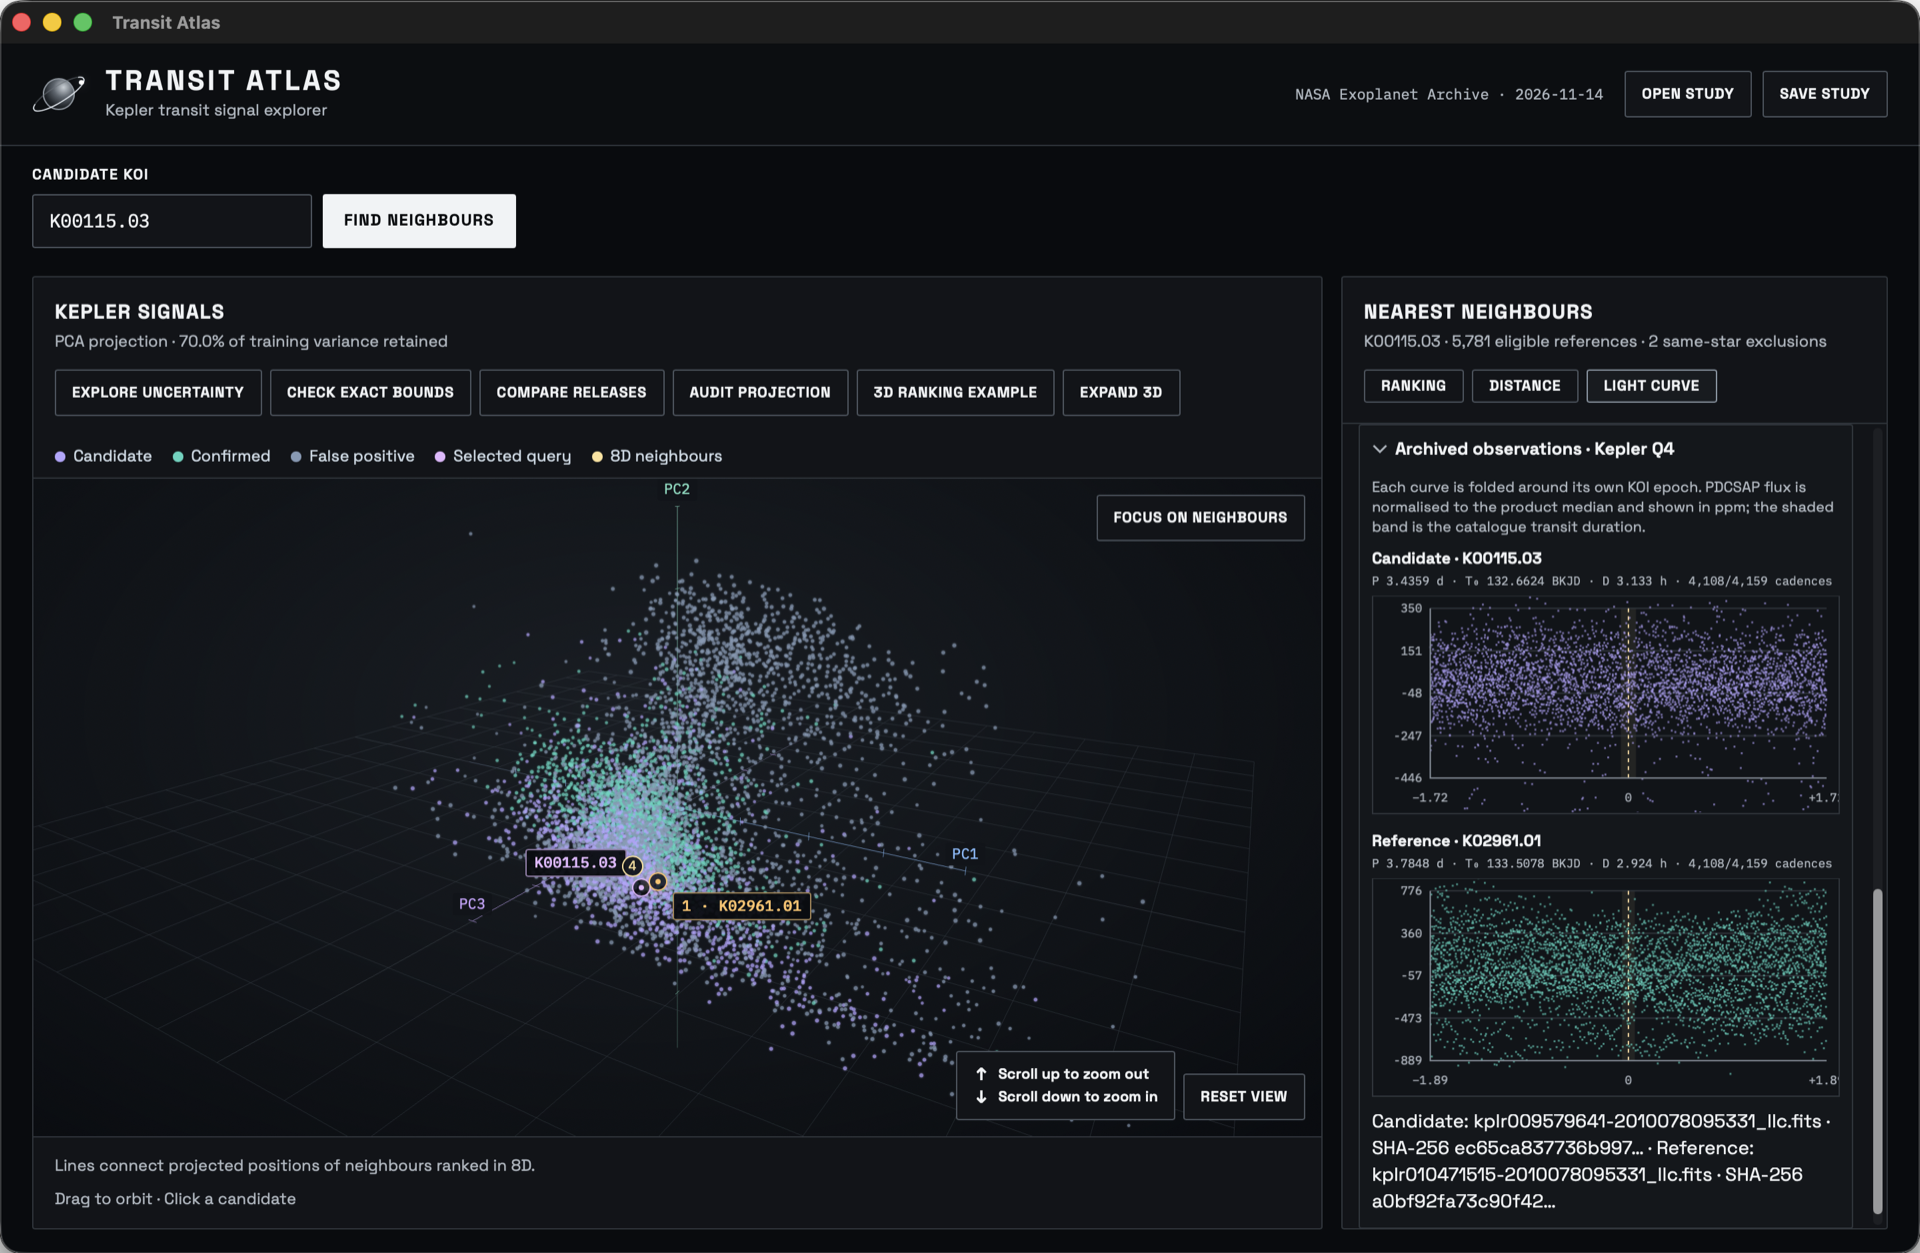 Transit Atlas
TRANSIT ATLAS
Kepler transit signal explorer
NASA Exoplanet Archive · 2026-11-14
OPEN STUDY
SAVE STUDY
CANDIDATE KOI
K00115.03
FIND NEIGHBOURS
KEPLER SIGNALS
PCA projection · 70.0% of training variance retained
EXPLORE UNCERTAINTY
CHECK EXACT BOUNDS
COMPARE RELEASES
AUDIT PROJECTION
3D RANKING EXAMPLE
EXPAND 3D
Candidate
Confirmed
False positive
Selected query
8D neighbours
PC2
FOCUS ON NEIGHBOURS
PC1
K00115.03
4
PC3
1 · K02961.01
↑ Scroll up to zoom out
↓ Scroll down to zoom in
RESET VIEW
Lines connect projected positions of neighbours ranked in 8D.
Drag to orbit · Click a candidate
NEAREST NEIGHBOURS
K00115.03 · 5,781 eligible references · 2 same-star exclusions
RANKING
DISTANCE
LIGHT CURVE
Archived observations · Kepler Q4
Each curve is folded around its own KOI epoch. PDCSAP flux is
normalised to the product median and shown in ppm; the shaded
band is the catalogue transit duration.
Candidate · K00115.03
P 3.4359 d · T₀ 132.6624 BKJD · D 3.133 h · 4,108/4,159 cadences
350
151
-48
-247
-446
−1.72
0
+1.7
Reference · K02961.01
P 3.7848 d · T₀ 133.5078 BKJD · D 2.924 h · 4,108/4,159 cadences
776
360
-57
-473
-889
−1.89
0
+1.8
Candidate: kplr009579641-2010078095331_llc.fits ·
SHA-256 ec65ca837736b997… · Reference:
kplr010471515-2010078095331_llc.fits · SHA-256
a0bf92fa73c90f42…